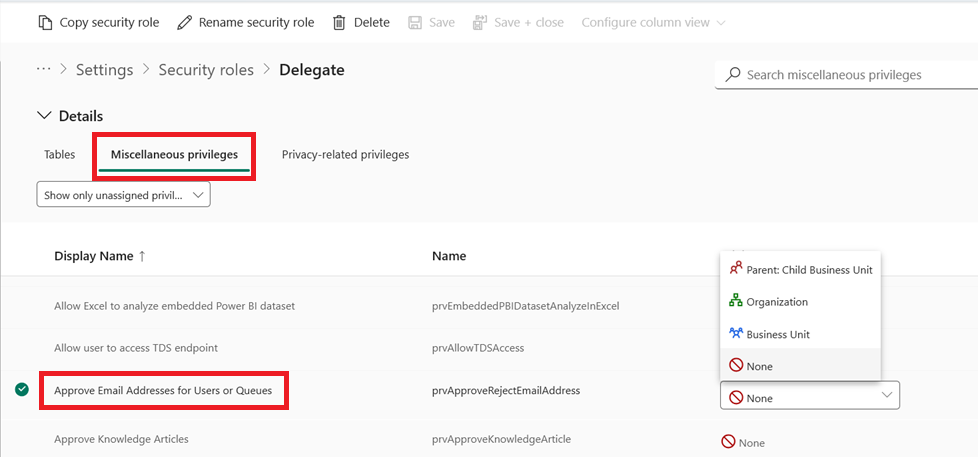 Copy security role Rename security role Delete Save Save + close Configure column view
··· > Settings > Security roles > Delegate
Search miscellaneous privileges
Details
Tables Miscellaneous privileges Privacy-related privileges
Show only unassigned privil...
Display Name ↑ Name
Parent: Child Business Unit
Allow Excel to analyze embedded Power BI dataset prvEmbeddedPBIDatasetAnalyzeInExcel Organization
Business Unit
Allow user to access TDS endpoint prvAllowTDSAccess
None
Approve Email Addresses for Users or Queues prvApproveRejectEmailAddress None
Approve Knowledge Articles prvApproveKnowledgeArticle None